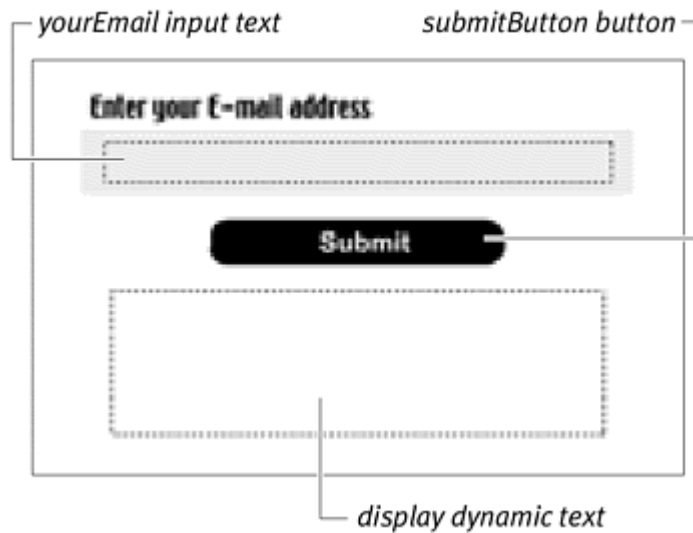 yourEmail input text
submitButton button
Enter your E-mail address
Submit
display dynamic text